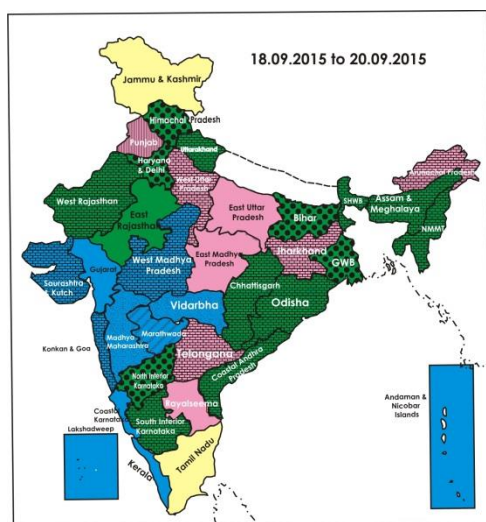 18.09.2015 to 20.09.2015
Jammu & Kashmir
Himachal Pradesh
Punjab
Uttarakhand
Haryana
& Delhi
West Uttar
Pradesh
Arunachal Pradesh
West Rajasthan
East
Rajasthan
East Uttar
Pradesh
Bihar
SHWB
Assam &
Meghalaya
NMMT
Jharkhand
GWB
West Madhya
Pradesh
East Madhya
Pradesh
Gujarat
Saurashtra
& Kutch
Chhattisgarh
Odisha
Vidarbha
Konkan & Goa
Madhya
Maharashtra
Marathwada
Telangana
Coastal Andhra
Pradesh
North Interior
Karnataka
Rayalseema
Coastal
Karnataka
Lakshadweep
South Interior
Karnataka
Kerala
Tamil Nadu
Andaman &
Nicobar
Islands